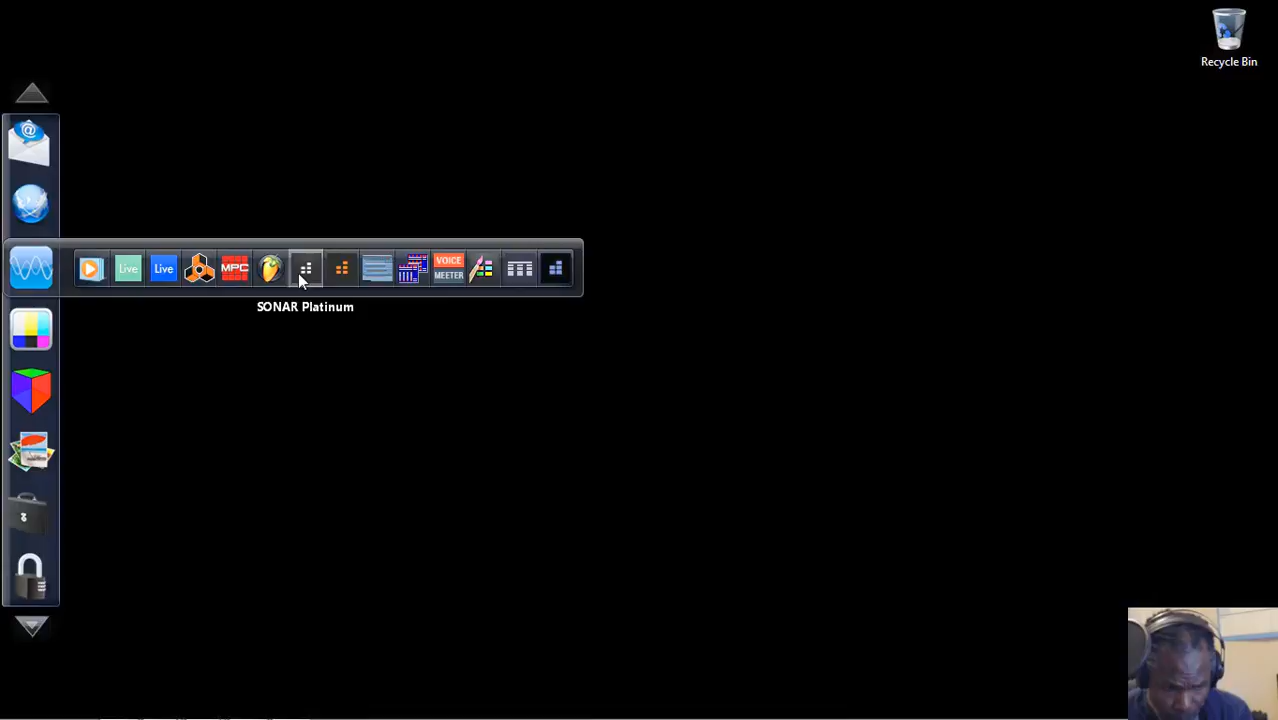 Recycle Bin
@
Live
Live
MPC
VOICE
MEETER
SONAR Platinum